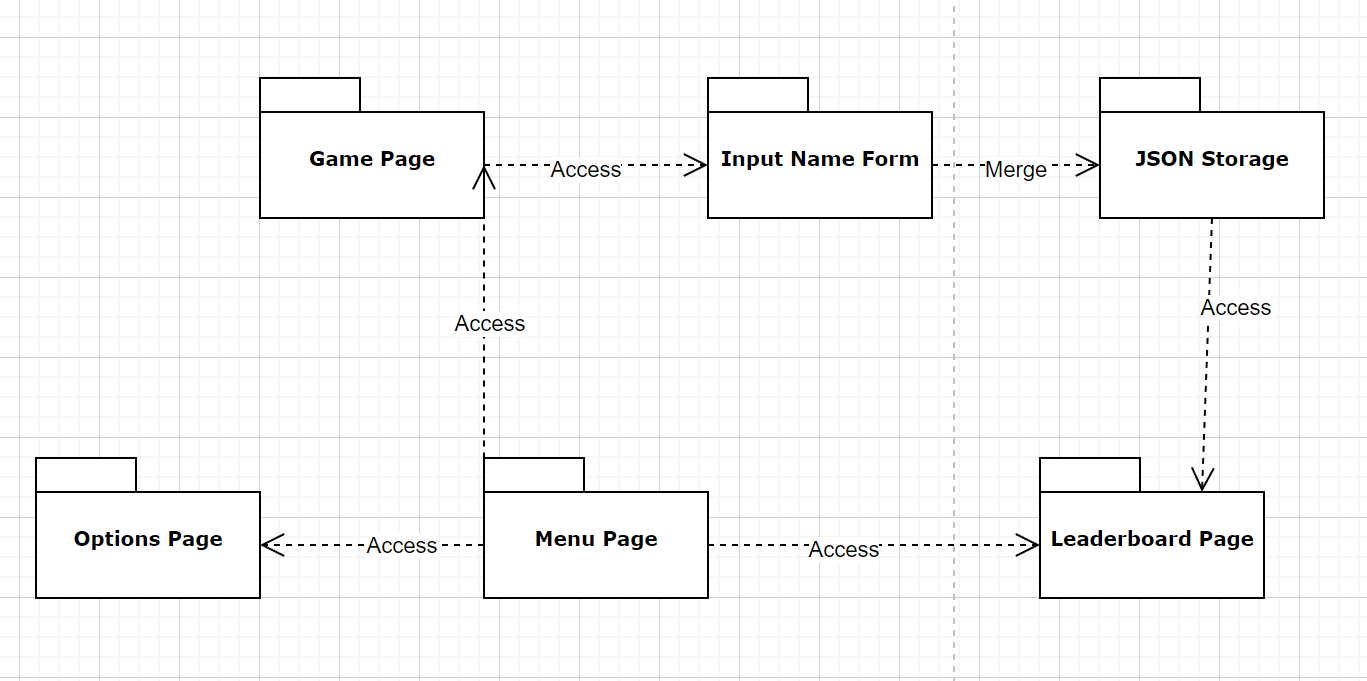 Game Page
Access
Input Name Form
Merge
JSON Storage
Access
Access
Options Page
Access
Menu Page
Access
Leaderboard Page